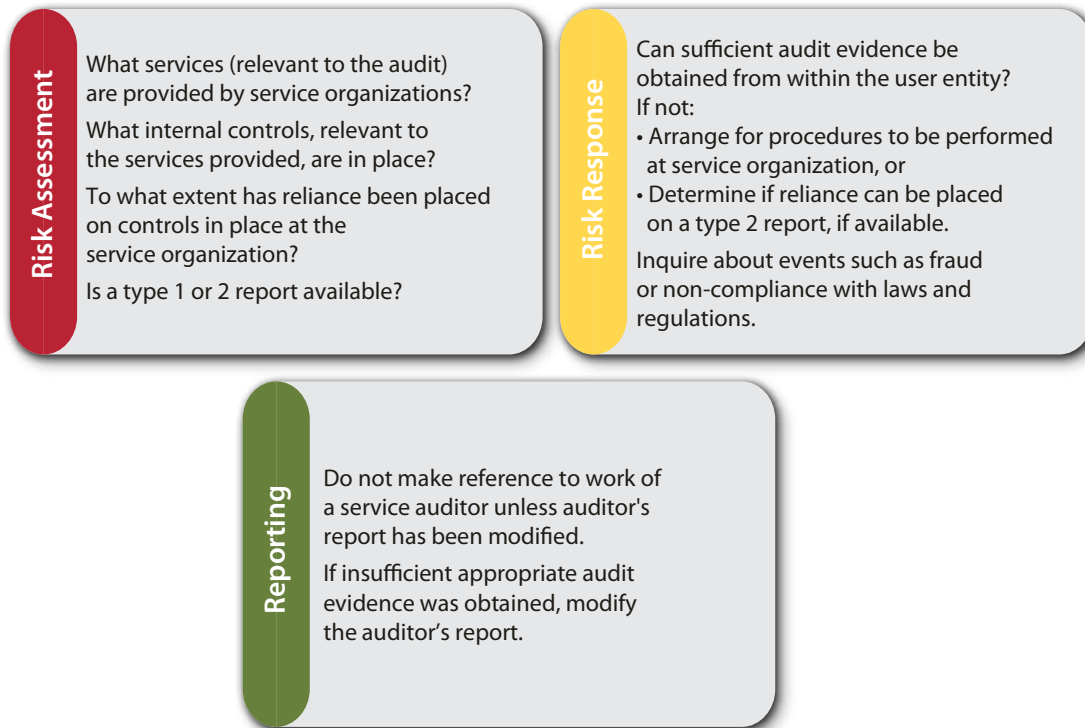 Risk Assessment
What services (relevant to the audit)
are provided by service organizations?
What internal controls, relevant to
the services provided, are in place?
To what extent has reliance been placed
on controls in place at the
service organization?
Is a type 1 or 2 report available?
Risk Response
Can sufficient audit evidence be
obtained from within the user entity?
If not:
• Arrange for procedures to be performed
at service organization, or
• Determine if reliance can be placed
on a type 2 report, if available.
Inquire about events such as fraud
or non-compliance with laws and
regulations.
Reporting
Do not make reference to work of
a service auditor unless auditor's
report has been modified.
If insufficient appropriate audit
evidence was obtained, modify
the auditor’s report.